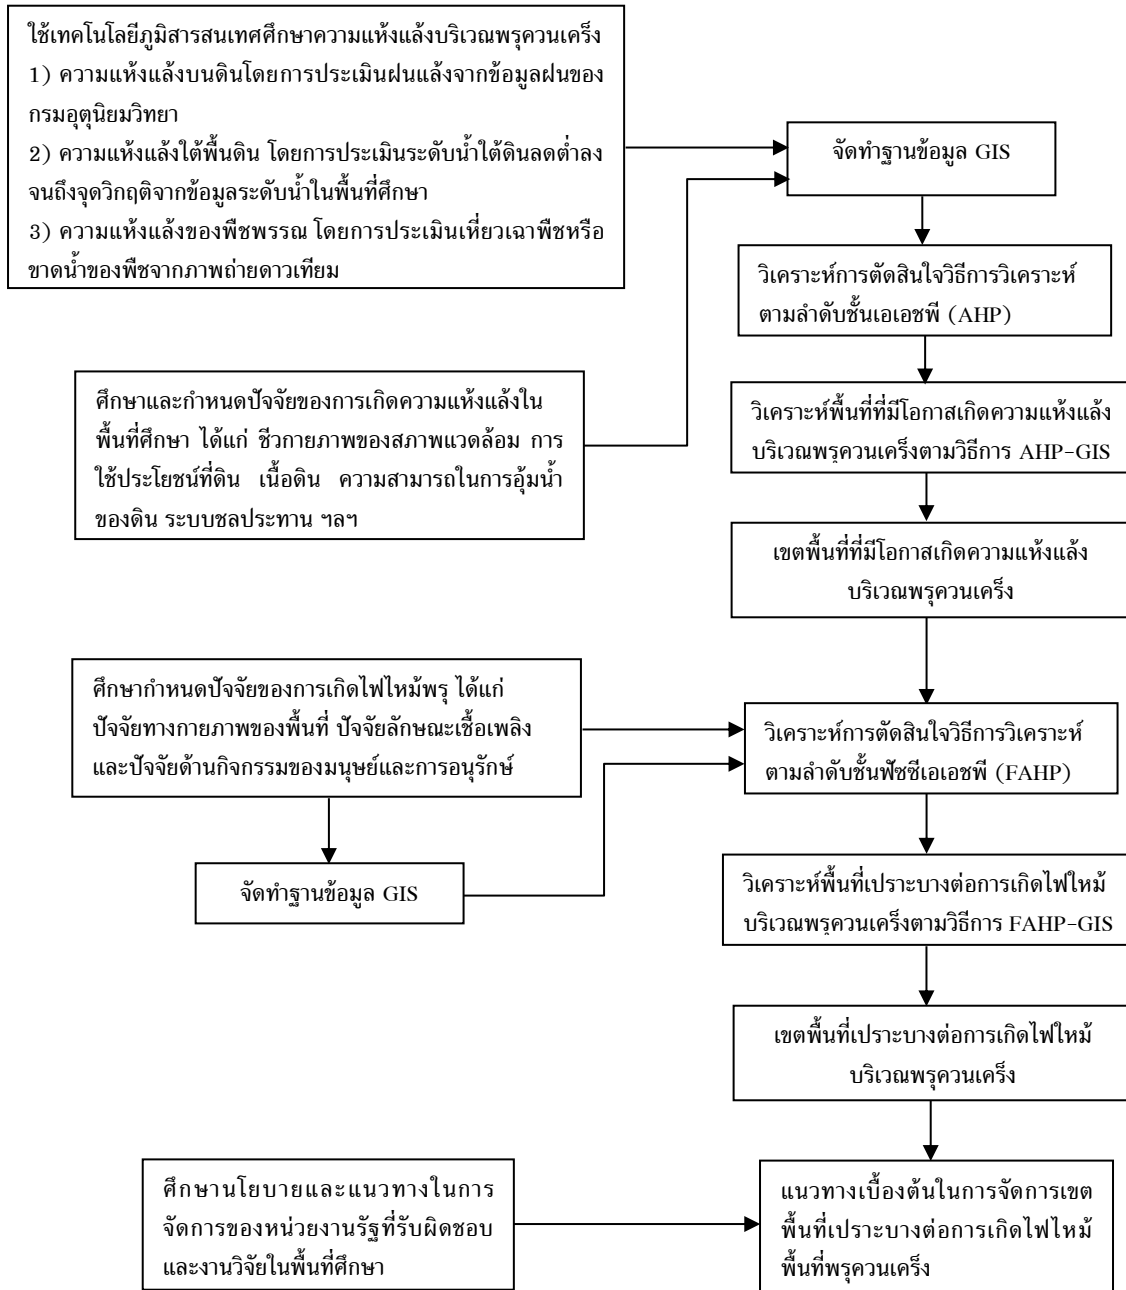 ใช้เทคโนโลยีภูมิสารสนเทศศึกษาความแห้งแล้งบริเวณพรุควนเคร็ง
1) ความแห้งแล้งบนดินโดยการประเมินฝนแล้งจากข้อมูลฝนของ
กรมอุตุนิยมวิทยา
2) ความแห้งแล้งใต้พื้นดิน โดยการประเมินระดับน้ำใต้ดินลดต่ำลง
จนถึงจุดวิกฤติจากข้อมูลระดับน้ำในพื้นที่ศึกษา
3) ความแห้งแล้งของพืชพรรณ โดยการประเมินเหี่ยวเฉาพืชหรือ
ขาดน้ำของพืชจากภาพถ่ายดาวเทียม
จัดทำฐานข้อมูล GIS
วิเคราะห์การตัดสินใจวิธีการวิเคราะห์
ตามลำดับชั้นเอเอชพี (AHP)
ศึกษาและกำหนดปัจจัยของการเกิดความแห้งแล้งใน
พื้นที่ศึกษา ได้แก่ ชีวกายภาพของสภาพแวดล้อม การ
ใช้ประโยชน์ที่ดิน เนื้อดิน ความสามารถในการอุ้มน้ำ
ของดิน ระบบชลประทาน ฯลฯ
วิเคราะห์พื้นที่ที่มีโอกาสเกิดความแห้งแล้ง
บริเวณพรุควนเคร็งตามวิธีการ AHP-GIS
เขตพื้นที่ที่มีโอกาสเกิดความแห้งแล้ง
บริเวณพรุควนเคร็ง
ศึกษากำหนดปัจจัยของการเกิดไฟไหม้พรุ ได้แก่
ปัจจัยทางกายภาพของพื้นที่ ปัจจัยลักษณะเชื้อเพลิง
และปัจจัยด้านกิจกรรมของมนุษย์และการอนุรักษ์
วิเคราะห์การตัดสินใจวิธีการวิเคราะห์
ตามลำดับชั้นฟัซซีเอเอชพี (FAHP)
จัดทำฐานข้อมูล GIS
วิเคราะห์พื้นที่เปราะบางต่อการเกิดไฟใหม้
บริเวณพรุควนเคร็งตามวิธีการ FAHP-GIS
เขตพื้นที่เปราะบางต่อการเกิดไฟใหม้
บริเวณพรุควนเคร็ง
ศึกษานโยบายและแนวทางในการ
จัดการของหน่วยงานรัฐที่รับผิดชอบ
และงานวิจัยในพื้นที่ศึกษา
แนวทางเบื้องต้นในการจัดการเขต
พื้นที่เปราะบางต่อการเกิดไฟไหม้
พื้นที่พรุควนเคร็ง